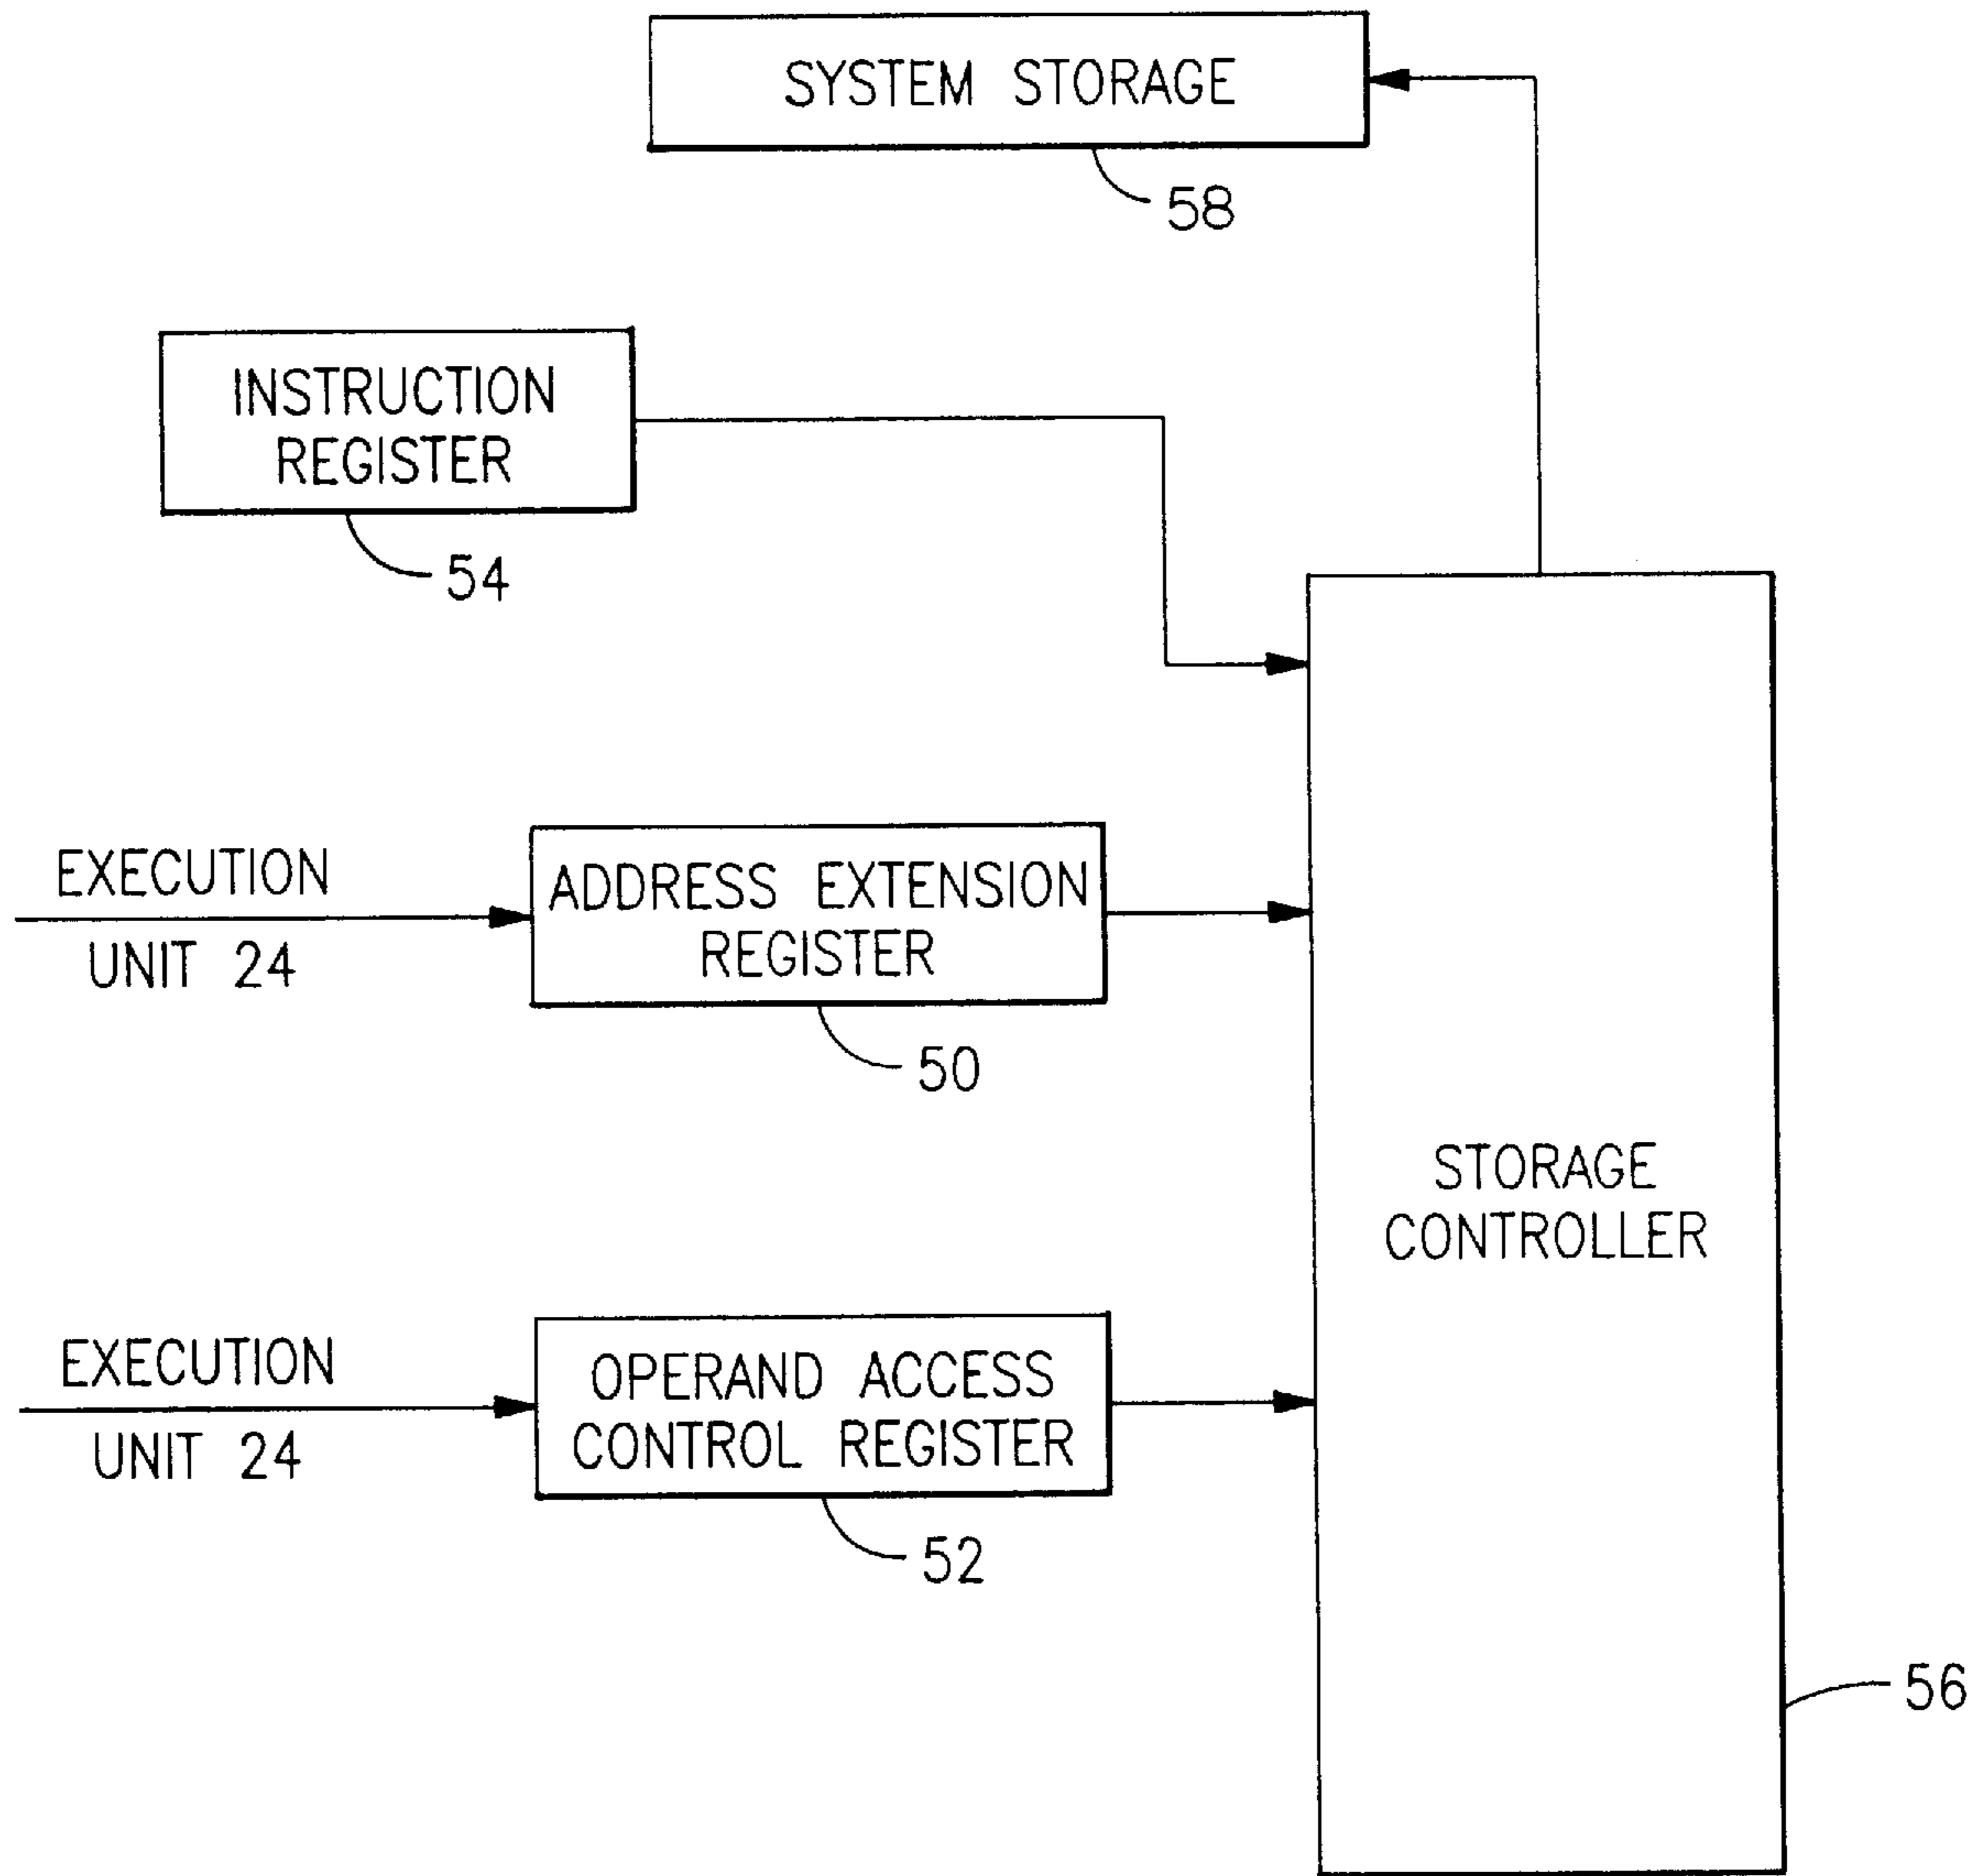 SYSTEM STORAGE
58
INSTRUCTION
REGISTER
54
EXECUTION
UNIT 24
ADDRESS EXTENSION
REGISTER
50
STORAGE
CONTROLLER
EXECUTION
UNIT 24
OPERAND ACCESS
CONTROL REGISTER
52
56